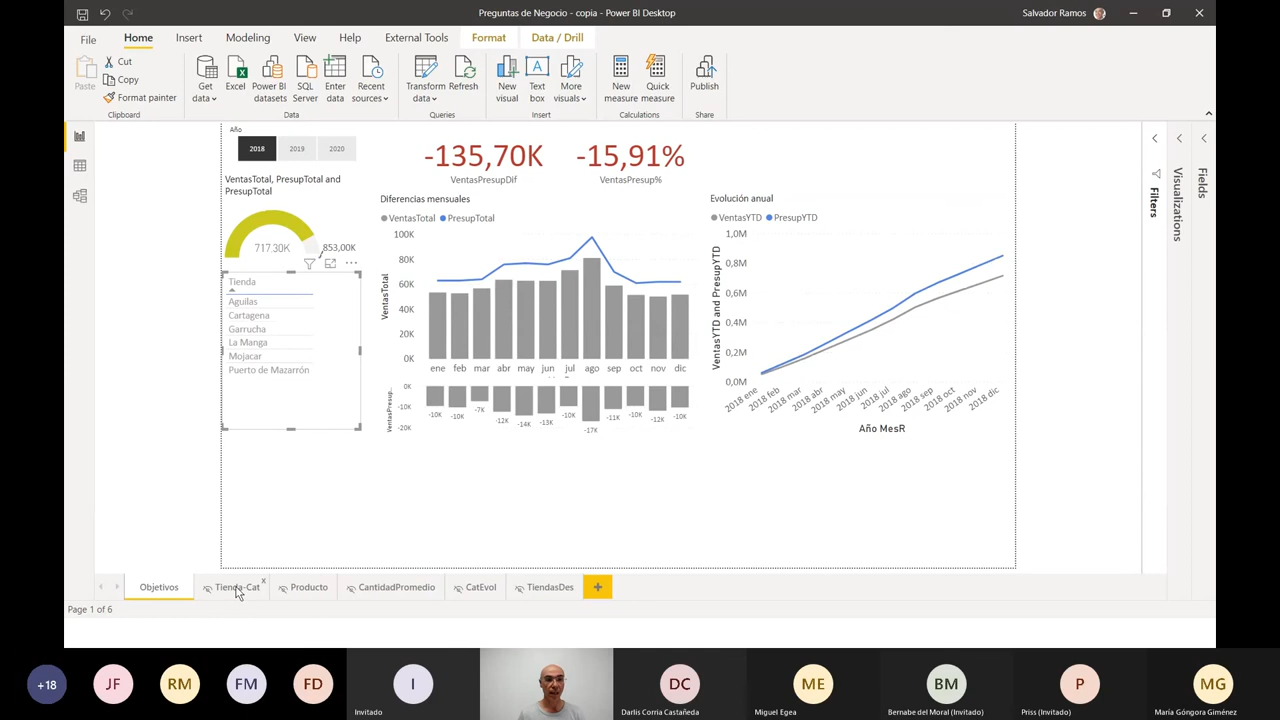 Preguntas de Negocio - copia - Power BI Desktop
Salvador Ramos
File
Home
Insert
Modeling
View
Help
External Tools
Format
Data / Drill
Paste
Cut
Copy
Format painter
Clipboard
Get data
Excel
Power BI datasets
SQL Server
Enter data
Recent sources
Data
Transform data
Refresh
Queries
New visual
Text box
More visuals
Insert
New measure
Quick measure
Calculations
Publish
Share
Año
2018 2019 2020
VentasTotal, PresupTotal and
PresupTotal
717.30K
853,00K
-135,70K
VentasPresupDif
-15,91%
VentasPresup%
Tienda
Aguilas
Cartagena
Garrucha
La Manga
Mojacar
Puerto de Mazarrón
Diferencias mensuales
VentasTotal PresupTotal
VentasTotal
100K
80K
60K
40K
20K
0K
ene feb mar abr may jun jul ago sep oct nov dic
VentasPresup...
0K
-10K
-20K
-10K -10K -7K -12K -14K -13K -10K -17K -11K -10K -12K -10K
Evolución anual
VentasYTD PresupYTD
VentasYTD and PresupYTD
1,0M
0,8M
0,6M
0,4M
0,2M
0,0M
2018 ene 2018 feb 2018 mar 2018 abr 2018 may 2018 jun 2018 jul 2018 ago 2018 sep 2018 oct 2018 nov 2018 dic
Año MesR
Filters
Visualizations
Fields
Objetivos
Tienda-Cat
x
Producto
CantidadPromedio
CatEvol
TiendasDes
+
Page 1 of 6
+18
JF
RM
FM
FD
I
Invitado
DC
Darlis Corria Castañeda
ME
Miguel Egea
BM
Bernabe del Moral (Invitado)
P
Priss (Invitado)
MG
María Góngora Giménez